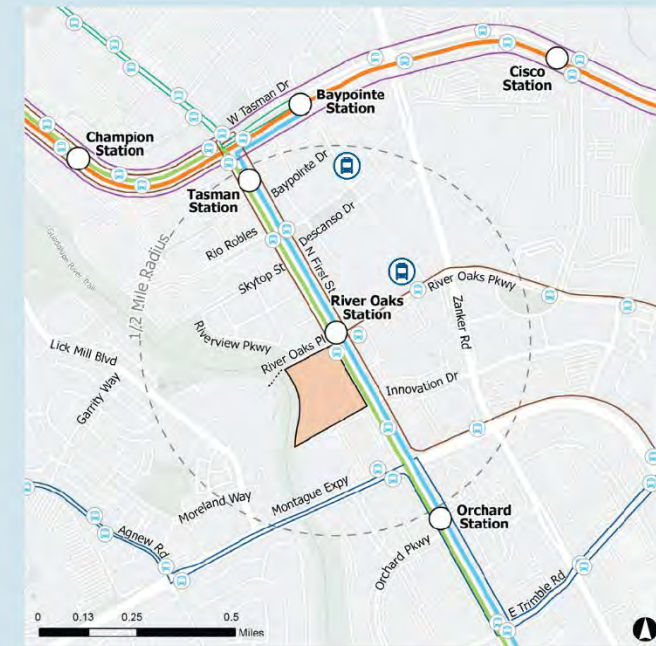 Cisco
Station
Baypointe
Station
W Tasman Dr
Champion
Station
Tasman
Station
Baypointe Dr
Guadalupe River Trail
1/2 Mile Radius
Rio Robles
Descanso Dr
N First St
Skytop St
River Oaks Pkwy
Zanker Rd
River Oaks
Station
Riverview Pkwy
River Oaks Pl
Lick Mill Blvd
Garrity Way
Innovation Dr
Moreland Way
Montague Expy
Agnew Rd
Orchard
Station
Orchard Pkwy
E Trimble Rd
0 0.13 0.25 0.5
Miles